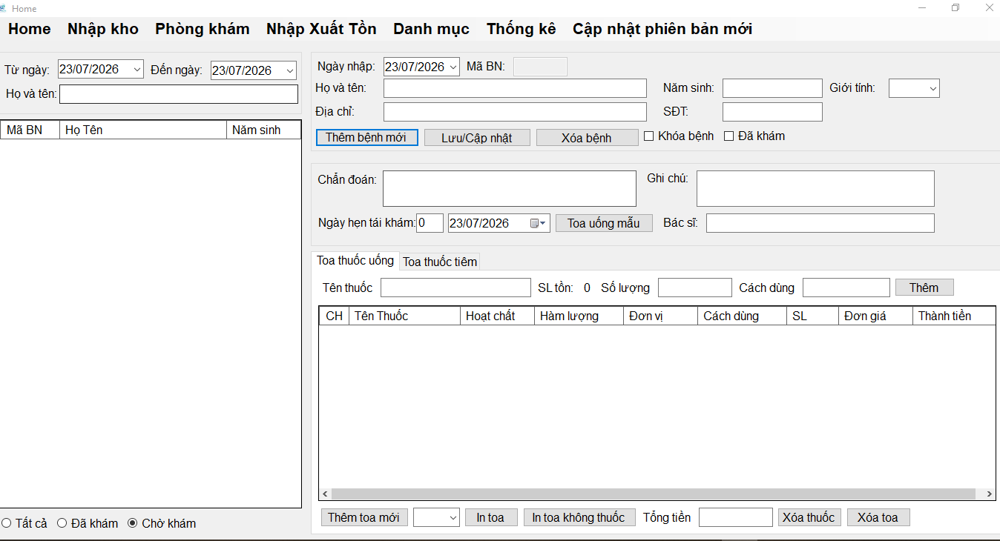 Home
Home Nhập kho Phòng khám Nhập Xuất Tồn Danh mục Thống kê Cập nhật phiên bản mới
Từ ngày: 23/07/2026 Đến ngày: 23/07/2026
Họ và tên:
Mã BN Họ Tên Năm sinh
Tất cả Đã khám Chờ khám
Ngày nhập: 23/07/2026 Mã BN:
Họ và tên: Năm sinh: Giới tính:
Địa chỉ: SĐT:
Thêm bệnh mới Lưu/Cập nhật Xóa bệnh Khóa bệnh Đã khám
Chẩn đoán: Ghi chú:
Ngày hẹn tái khám: 0 23/07/2026 Toa uống mẫu Bác sĩ:
Toa thuốc uống Toa thuốc tiêm
Tên thuốc SL tồn: 0 Số lượng Cách dùng Thêm
CH Tên Thuốc Hoạt chất Hàm lượng Đơn vị Cách dùng SL Đơn giá Thành tiền
Thêm toa mới In toa In toa không thuốc Tổng tiền Xóa thuốc Xóa toa